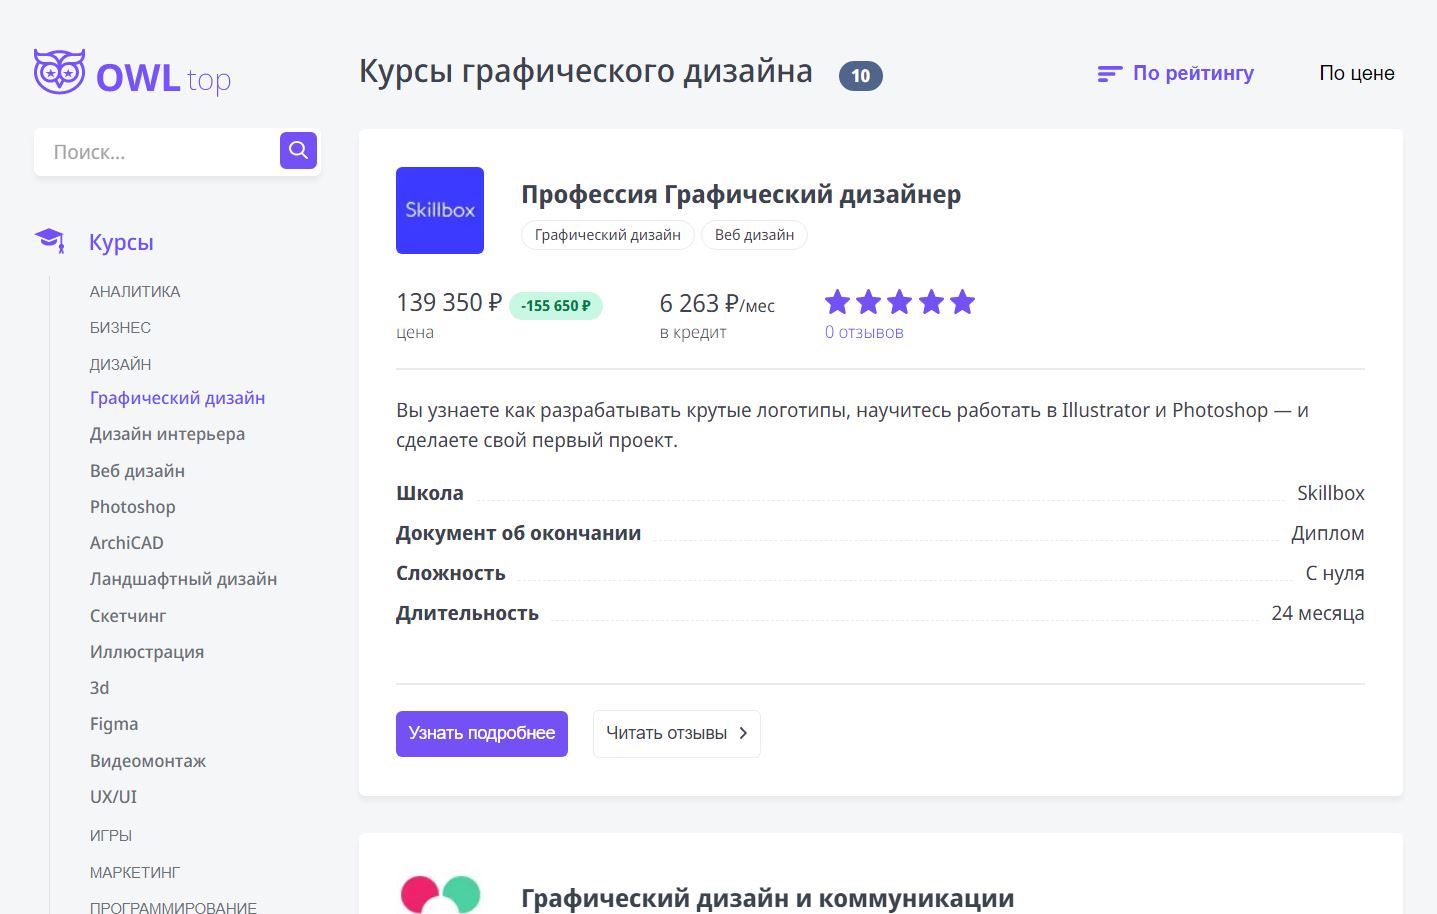 OWL top
Курсы графического дизайна 10
По рейтингу
По цене
Поиск...
Курсы
АНАЛИТИКА
БИЗНЕС
ДИЗАЙН
Графический дизайн
Дизайн интерьера
Веб дизайн
Photoshop
ArchiCAD
Ландшафтный дизайн
Скетчинг
Иллюстрация
3d
Figma
Видеомонтаж
UX/UI
ИГРЫ
МАРКЕТИНГ
ПРОГРАММИРОВАНИЕ
Skillbox
Профессия Графический дизайнер
Графический дизайн
Веб дизайн
139 350 ₽ -155 650 ₽
цена
6 263 ₽/мес
в кредит
0 отзывов
Вы узнаете как разрабатывать крутые логотипы, научитесь работать в Illustrator и Photoshop — и
сделаете свой первый проект.
Школа Skillbox
Документ об окончании Диплом
Сложность С нуля
Длительность 24 месяца
Узнать подробнее
Читать отзывы
Графический дизайн и коммуникации